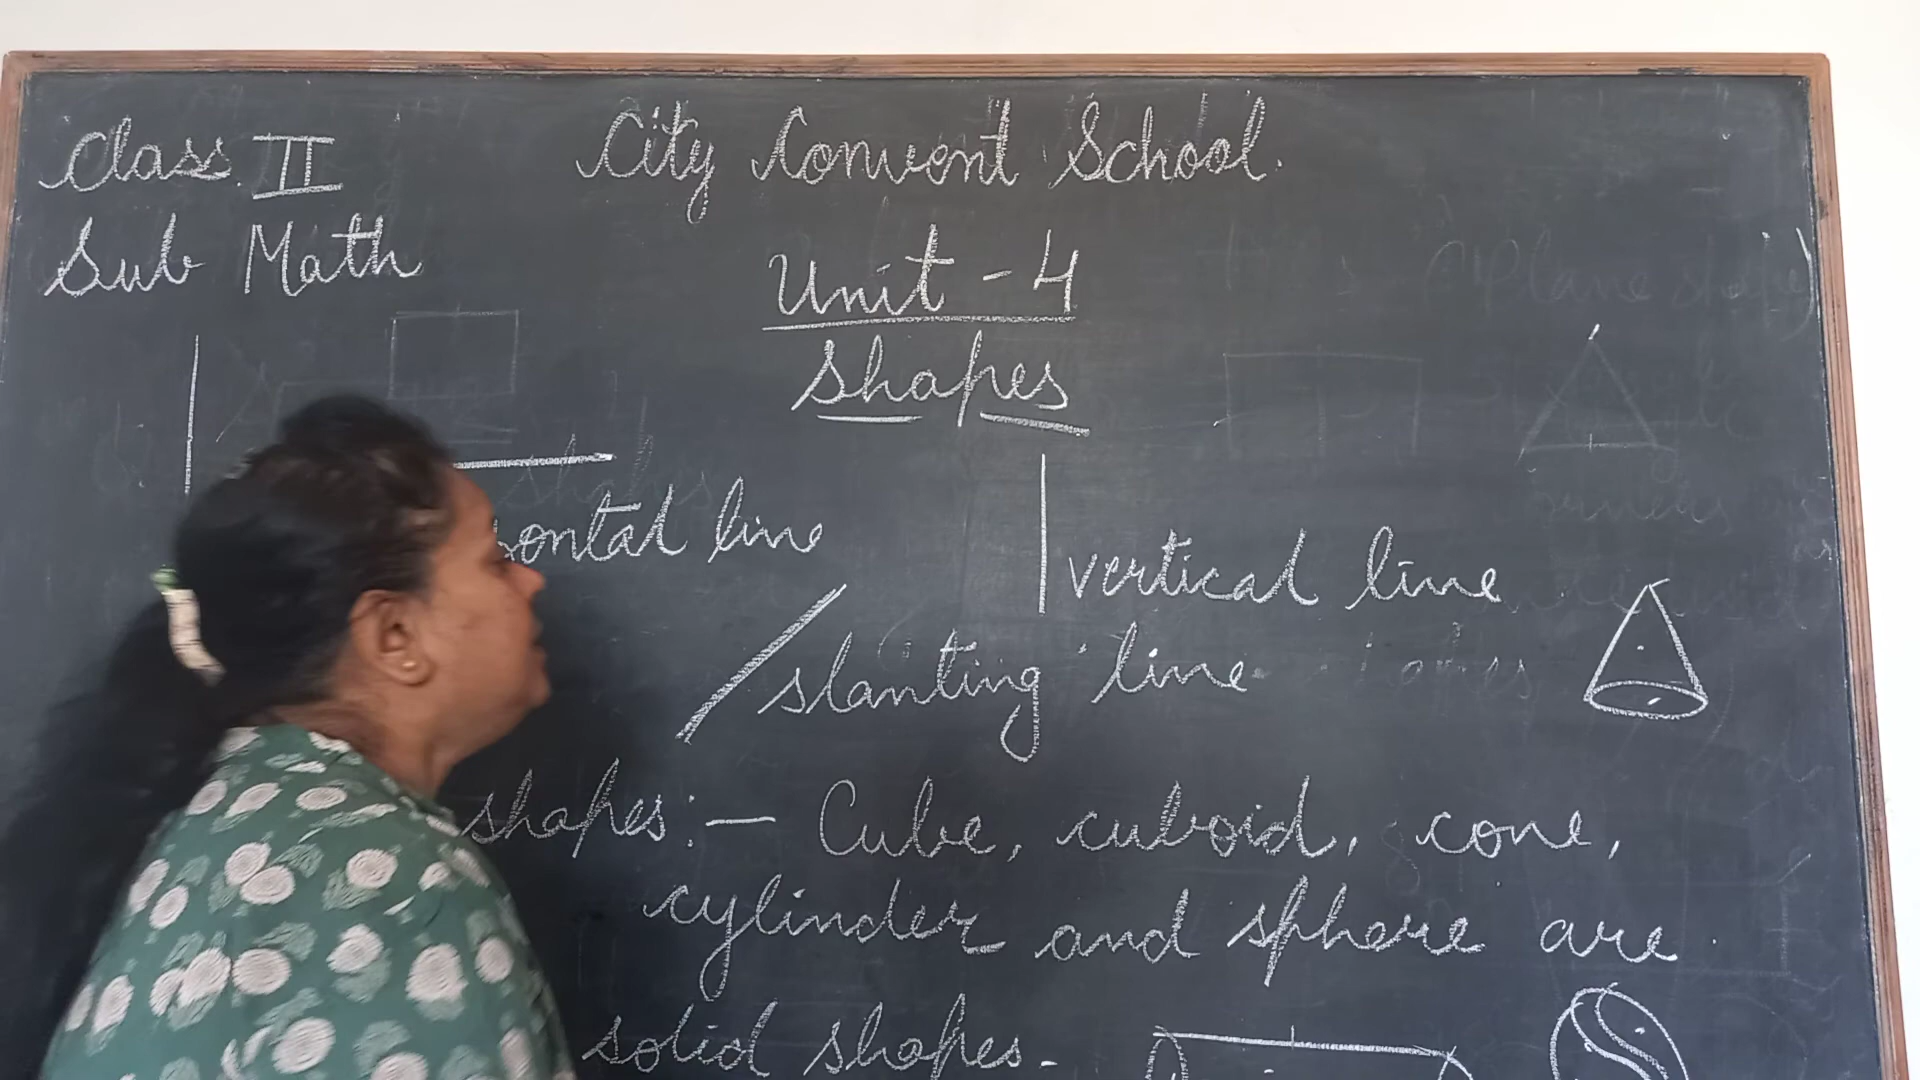 Class II
City Convent School.
Sub Math
Unit - 4
shapes
zontal line
vertical line
slanting line
shapes :— Cube, cuboid, cone,
cylinder and sphere are
solid shapes.